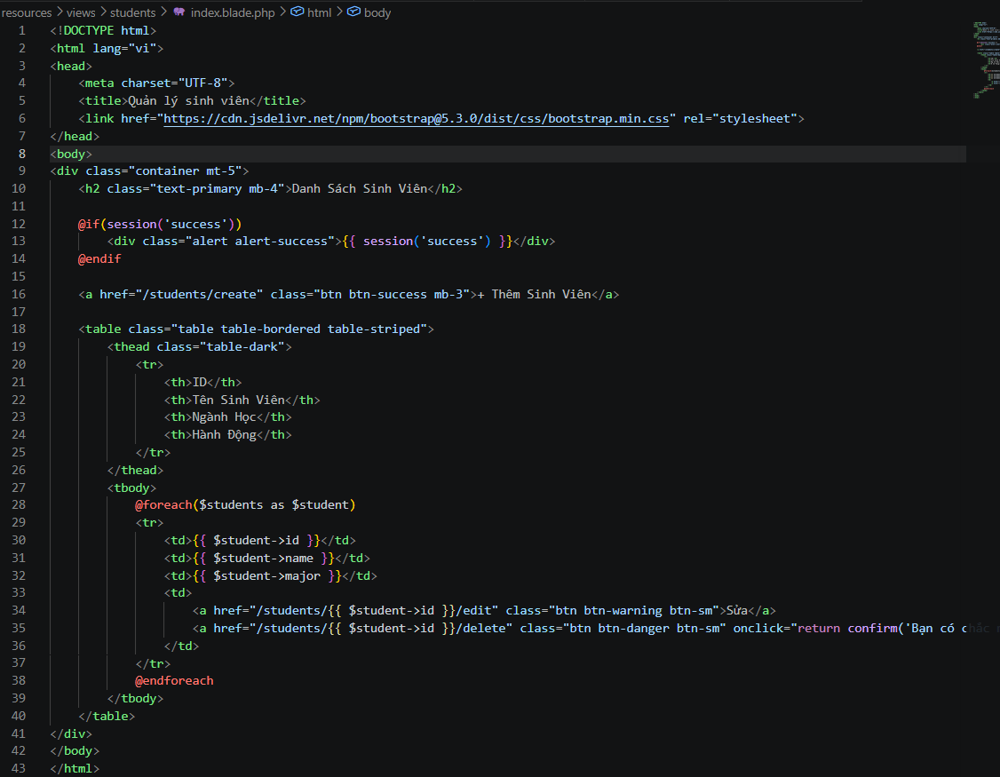 resources > views > students > index.blade.php > html > body
1 <!DOCTYPE html>
2 <html lang="vi">
3 <head>
4 <meta charset="UTF-8">
5 <title>Quản lý sinh viên</title>
6 <link href="https://cdn.jsdelivr.net/npm/bootstrap@5.3.0/dist/css/bootstrap.min.css" rel="stylesheet">
7 </head>
8 <body>
9 <div class="container mt-5">
10 <h2 class="text-primary mb-4">Danh Sách Sinh Viên</h2>
11
12 @if(session('success'))
13 <div class="alert alert-success">{{ session('success') }}</div>
14 @endif
15
16 <a href="/students/create" class="btn btn-success mb-3">+ Thêm Sinh Viên</a>
17
18 <table class="table table-bordered table-striped">
19 <thead class="table-dark">
20 <tr>
21 <th>ID</th>
22 <th>Tên Sinh Viên</th>
23 <th>Ngành Học</th>
24 <th>Hành Động</th>
25 </tr>
26 </thead>
27 <tbody>
28 @foreach($students as $student)
29 <tr>
30 <td>{{ $student->id }}</td>
31 <td>{{ $student->name }}</td>
32 <td>{{ $student->major }}</td>
33 <td>
34 <a href="/students/{{ $student->id }}/edit" class="btn btn-warning btn-sm">Sửa</a>
35 <a href="/students/{{ $student->id }}/delete" class="btn btn-danger btn-sm" onclick="return confirm('Bạn có chắc
36 </td>
37 </tr>
38 @endforeach
39 </tbody>
40 </table>
41 </div>
42 </body>
43 </html>